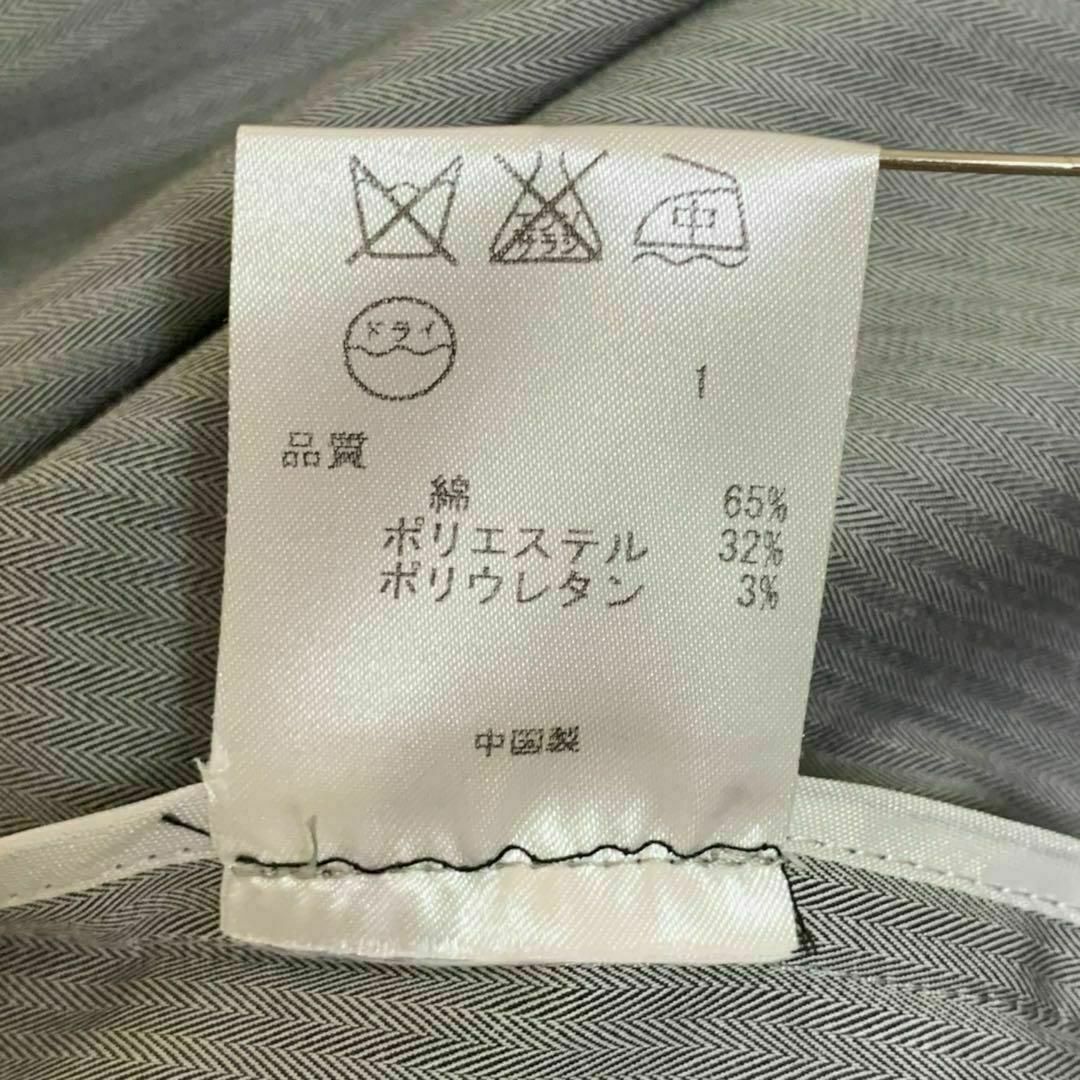 エンソ
サラシ
中
ドライ
1
品質
綿 65%
ポリエステル 32%
ポリウレタン 3%
中国製